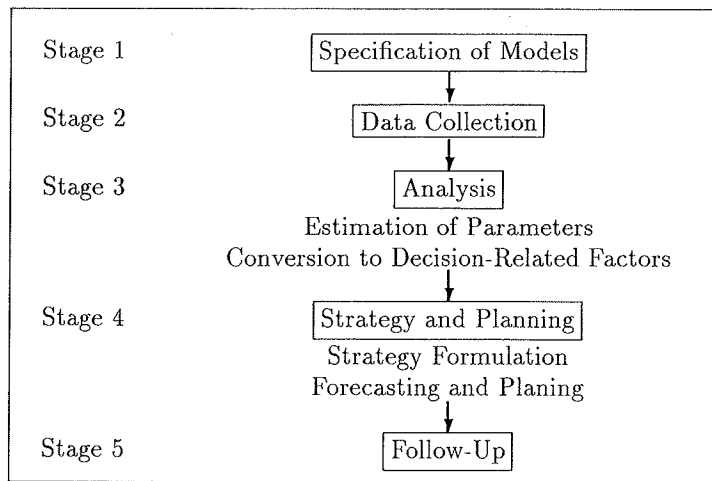 Stage 1 Specification of Models
Stage 2 Data Collection
Stage 3 Analysis
Estimation of Parameters
Conversion to Decision-Related Factors
Stage 4 Strategy and Planning
Strategy Formulation
Forecasting and Planing
Stage 5 Follow-Up